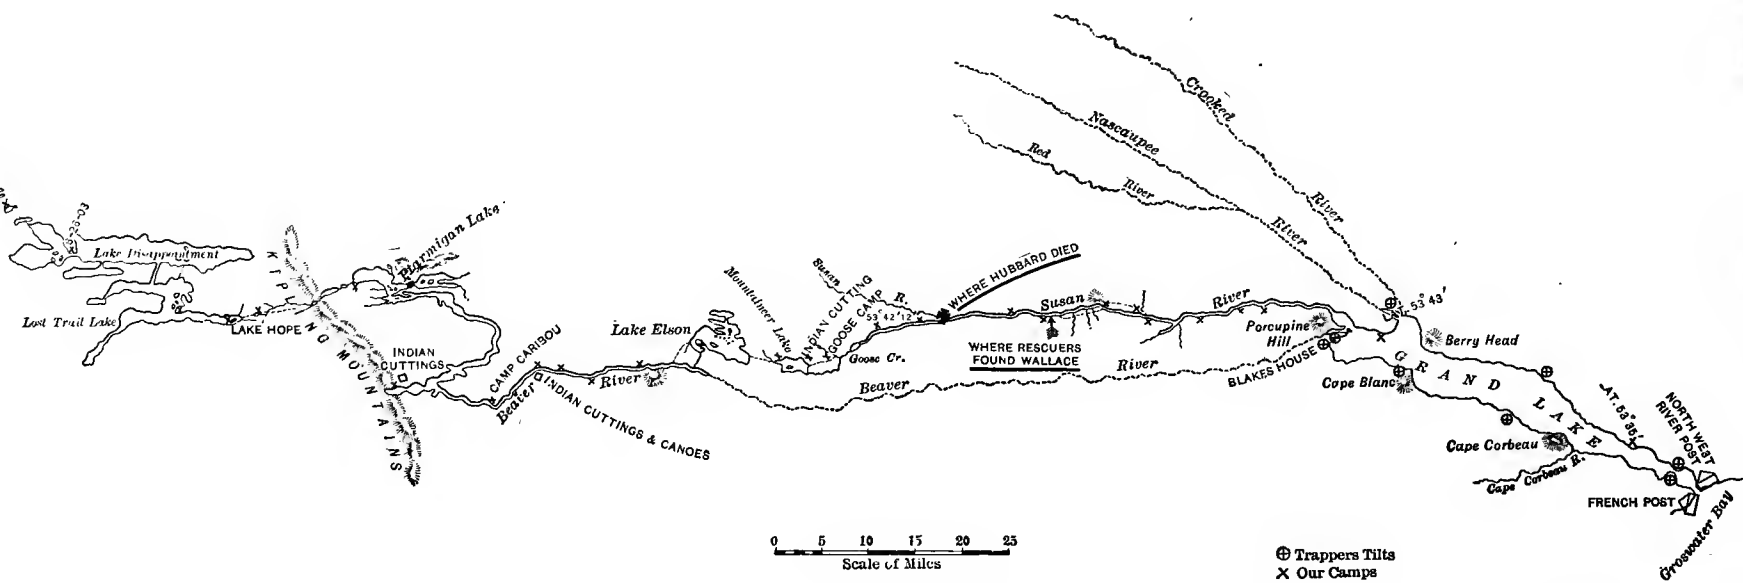 Crooked
River
Nascaupee
River
Red
River
8-26-03
Lake Disappointment
Lost Trail Lake
LAKE HOPE
KIPLING MOUNTAINS
Ptarmigan Lake
INDIAN
CUTTINGS
CAMP CARIBOU
Beaver
River
INDIAN CUTTINGS & CANOES
Lake Elson
Mountaineer Lake
INDIAN CUTTING
GOOSE CAMP
53° 42' 12
Susan
R.
Goose Cr.
WHERE HUBBARD DIED
Susan
River
WHERE RESCUERS
FOUND WALLACE
Beaver
River
Porcupine
Hill
BLAKES HOUSE
53° 43'
Berry Head
Cape Blanc
GRAND LAKE
LAT. 53° 35'
Cape Corbeau
Cape Corbeau R.
NORTH WEST
RIVER POST
FRENCH POST
Groswater Bay
0 5 10 15 20 25
Scale of Miles
Trappers Tilts
X Our Camps